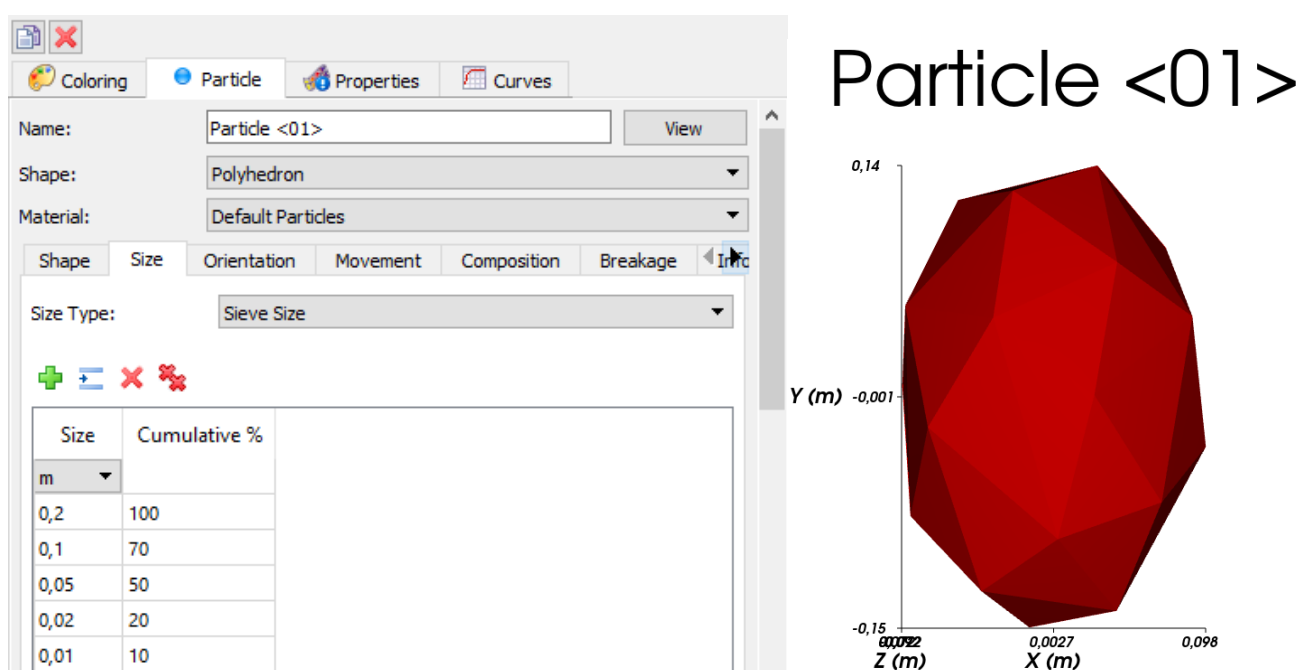 Coloring Particle Properties Curves
Name: Particle <01> View
Shape: Polyhedron
Material: Default Particles
Shape Size Orientation Movement Composition Breakage
Size Type: Sieve Size
Size Cumulative %
m
0,2 100
0,1 70
0,05 50
0,02 20
0,01 10
Particle <01>
0,14
Y (m) -0,001
-0,15
0,0027 0,098
Z (m) X (m)